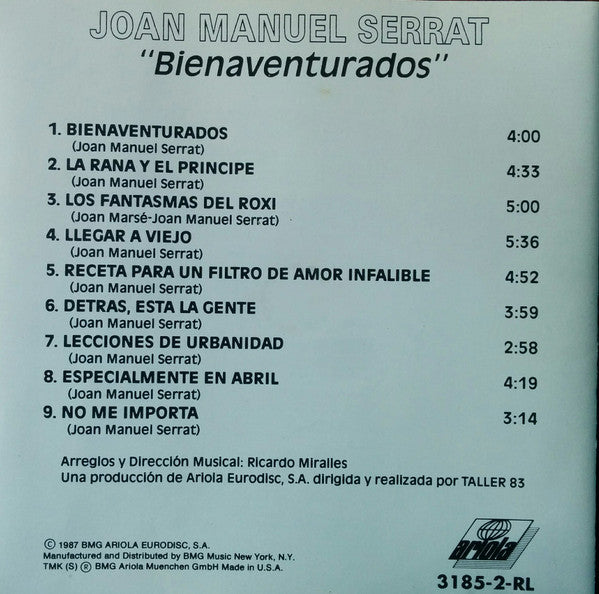 JOAN MANUEL SERRAT
"Bienaventurados"
1. BIENAVENTURADOS 4:00
(Joan Manuel Serrat)
2. LA RANA Y EL PRINCIPE 4:33
(Joan Manuel Serrat)
3. LOS FANTASMAS DEL ROXI 5:00
(Joan Marsé-Joan Manuel Serrat)
4. LLEGAR A VIEJO 5:36
(Joan Manuel Serrat)
5. RECETA PARA UN FILTRO DE AMOR INFALIBLE 4:52
(Joan Manuel Serrat)
6. DETRAS, ESTA LA GENTE 3:59
(Joan Manuel Serrat)
7. LECCIONES DE URBANIDAD 2:58
(Joan Manuel Serrat)
8. ESPECIALMENTE EN ABRIL 4:19
(Joan Manuel Serrat)
9. NO ME IMPORTA 3:14
(Joan Manuel Serrat)
Arreglos y Dirección Musical: Ricardo Miralles
Una producción de Ariola Eurodisc, S.A. dirigida y realizada por TALLER 83
© 1987 BMG ARIOLA EURODISC, S.A.
Manufactured and Distributed by BMG Music New York, N.Y.
TMK (S) ® BMG Ariola Muenchen GmbH Made in U.S.A.
ariola
3185-2-RL